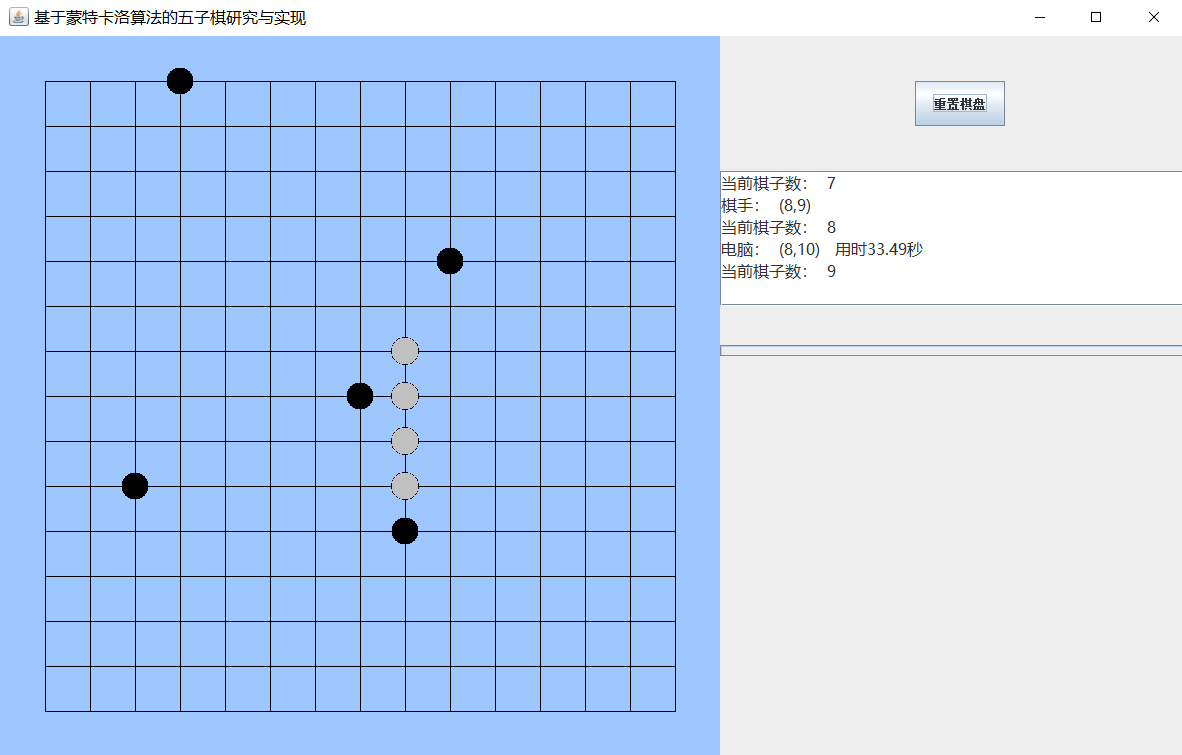 基于蒙特卡洛算法的五子棋研究与实现
重置棋盘
当前棋子数： 7
棋手： (8,9)
当前棋子数： 8
电脑： (8,10) 用时33.49秒
当前棋子数： 9